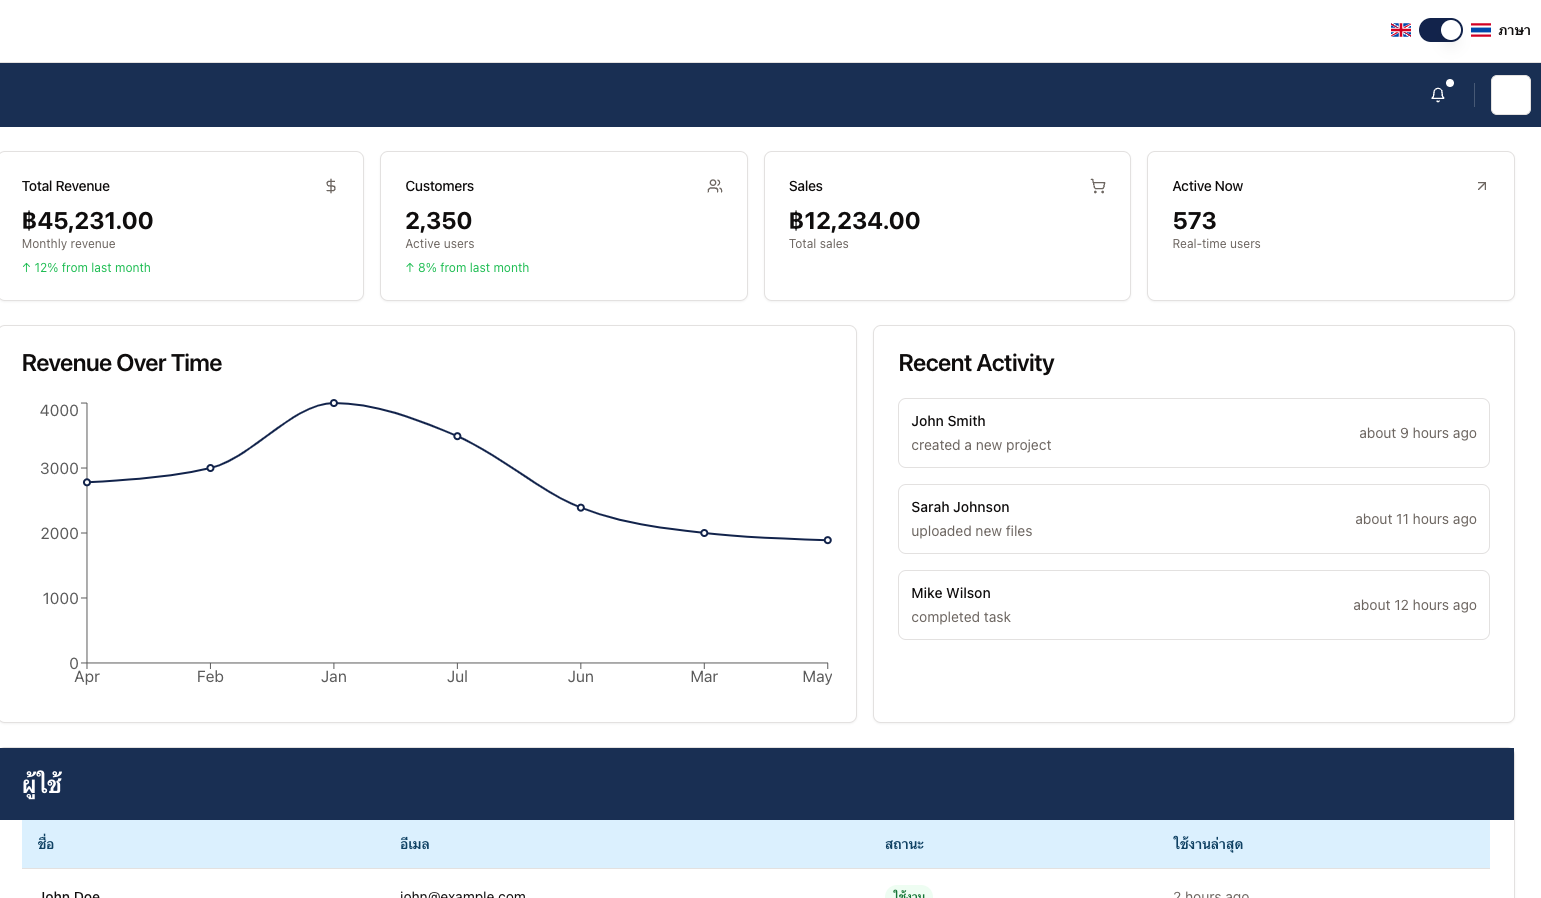 ภาษา
Total Revenue
฿45,231.00
Monthly revenue
↑ 12% from last month
Customers
2,350
Active users
↑ 8% from last month
Sales
฿12,234.00
Total sales
Active Now
573
Real-time users
Revenue Over Time
4000
3000
2000
1000
0
Apr Feb Jan Jul Jun Mar May
Recent Activity
John Smith
created a new project
about 9 hours ago
Sarah Johnson
uploaded new files
about 11 hours ago
Mike Wilson
completed task
about 12 hours ago
ผู้ใช้
ชื่อ อีเมล สถานะ ใช้งานล่าสุด
John Doe john@example.com ใช้งาน 2 hours ago